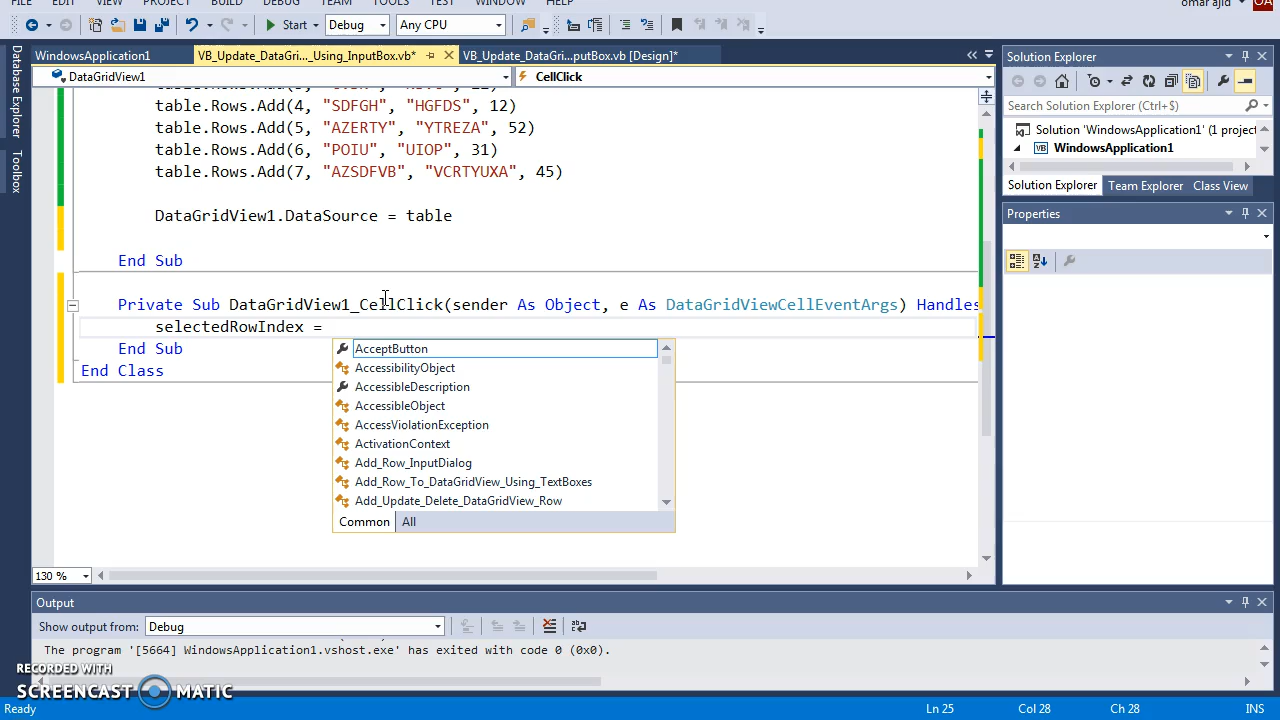 FILE EDIT VIEW PROJECT BUILD DEBUG TEAM TOOLS TEST WINDOW HELP omar ajid OA
Start Debug Any CPU
WindowsApplication1 VB_Update_DataGri..._Using_InputBox.vb* VB_Update_DataGri...putBox.vb [Design]*
DataGridView1 CellClick
table.Rows.Add(4, "SDFGH", "HGFDS", 12)
table.Rows.Add(5, "AZERTY", "YTREZA", 52)
table.Rows.Add(6, "POIU", "UIOP", 31)
table.Rows.Add(7, "AZSDFVB", "VCRTYUXA", 45)
DataGridView1.DataSource = table
End Sub
Private Sub DataGridView1_CellClick(sender As Object, e As DataGridViewCellEventArgs) Handles
selectedRowIndex =
End Sub
End Class
AcceptButton
AccessibilityObject
AccessibleDescription
AccessibleObject
AccessViolationException
ActivationContext
Add_Row_InputDialog
Add_Row_To_DataGridView_Using_TextBoxes
Add_Update_Delete_DataGridView_Row
Common All
130 %
Database Explorer
Toolbox
Solution Explorer
Search Solution Explorer (Ctrl+$)
Solution 'WindowsApplication1' (1 project
WindowsApplication1
Solution Explorer Team Explorer Class View
Properties
Output
Show output from: Debug
The program '[5664] WindowsApplication1.vshost.exe' has exited with code 0 (0x0).
RECORDED WITH
SCREENCAST MATIC
Ready Ln 25 Col 28 Ch 28 INS